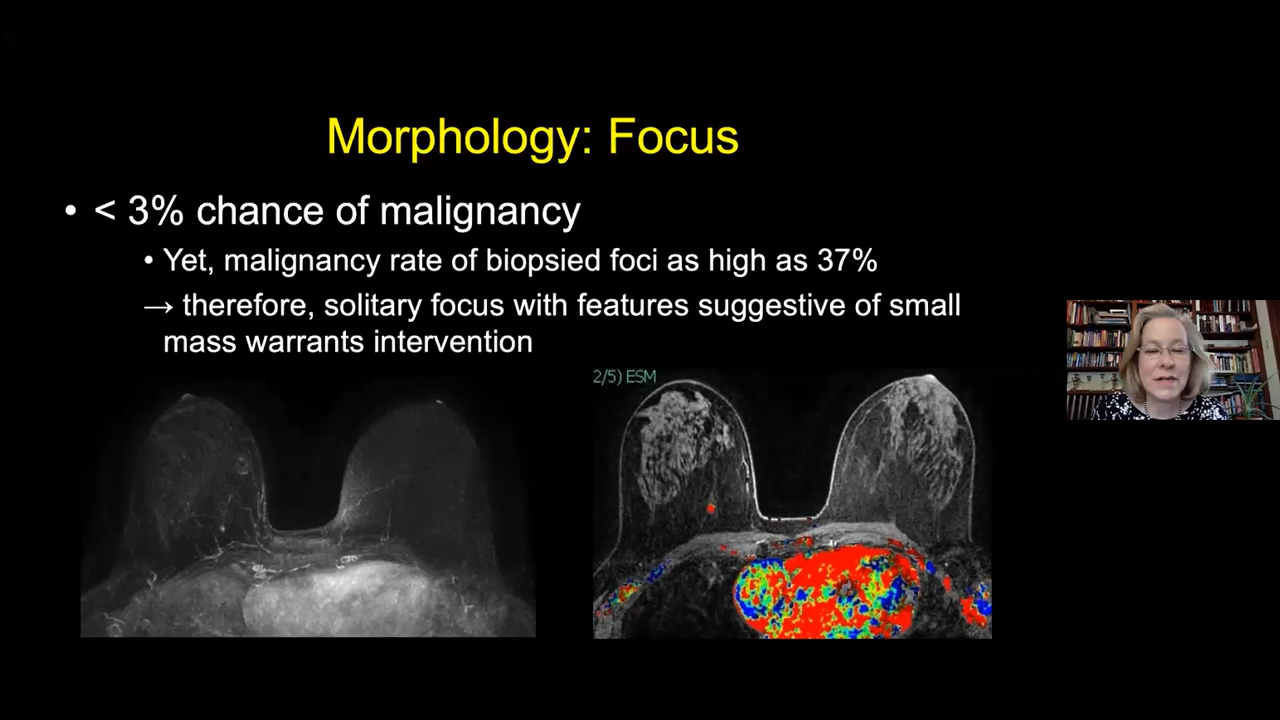 Morphology: Focus
• < 3% chance of malignancy
• Yet, malignancy rate of biopsied foci as high as 37%
→ therefore, solitary focus with features suggestive of small
mass warrants intervention
2/5) ESM